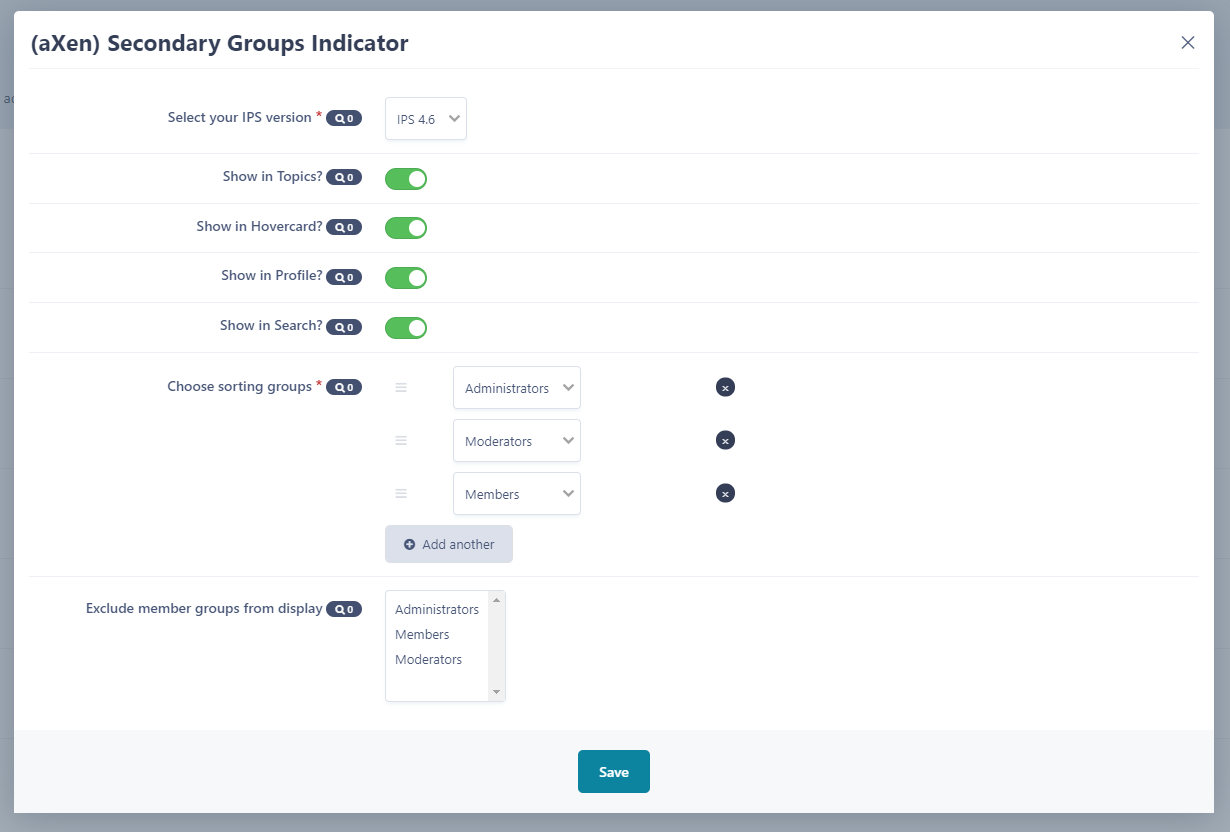 (aXen) Secondary Groups Indicator
ac
Select your IPS version * 0 IPS 4.6
Show in Topics? 0
Show in Hovercard? 0
Show in Profile? 0
Show in Search? 0
Choose sorting groups * 0 Administrators
Moderators
Members
Add another
Exclude member groups from display 0 Administrators
Members
Moderators
Save